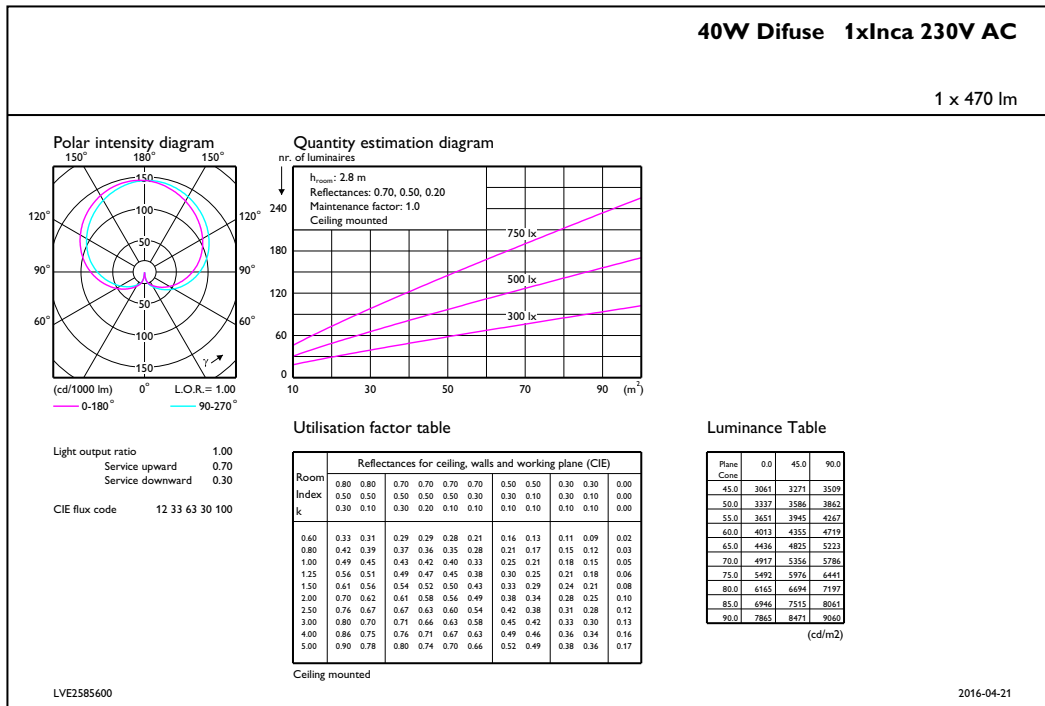 40W Difuse 1xInca 230V AC
1 x 470 lm
Polar intensity diagram
150° 180° 150°
150
120° 100 120°
50
90° 90°
50
60° 100 60°
150 γ
(cd/1000 lm) 0° L.O.R.= 1.00
0-180° 90-270°
Quantity estimation diagram
nr. of luminaires
hroom: 2.8 m
Reflectances: 0.70, 0.50, 0.20
Maintenance factor: 1.0
Ceiling mounted
240
750 lx
180
500 lx
120
300 lx
60
0
10 30 50 70 90 (m²)
Light output ratio 1.00
Service upward 0.70
Service downward 0.30
CIE flux code 12 33 63 30 100
Utilisation factor table
Reflectances for ceiling, walls and working plane (CIE)
Room Index k
0.80 0.80 0.70 0.70 0.70 0.70 0.50 0.50 0.30 0.30 0.00
0.50 0.50 0.50 0.50 0.50 0.30 0.30 0.10 0.30 0.10 0.00
0.30 0.10 0.30 0.20 0.10 0.10 0.10 0.10 0.10 0.10 0.00
0.60 0.33 0.31 0.29 0.29 0.28 0.21 0.16 0.13 0.11 0.09 0.02
0.80 0.42 0.39 0.37 0.36 0.35 0.28 0.21 0.17 0.15 0.12 0.03
1.00 0.49 0.45 0.43 0.42 0.40 0.33 0.25 0.21 0.18 0.15 0.05
1.25 0.56 0.51 0.49 0.47 0.45 0.38 0.30 0.25 0.21 0.18 0.06
1.50 0.61 0.56 0.54 0.52 0.50 0.43 0.33 0.29 0.24 0.21 0.08
2.00 0.70 0.62 0.61 0.58 0.56 0.49 0.38 0.34 0.28 0.25 0.10
2.50 0.76 0.67 0.67 0.63 0.60 0.54 0.42 0.38 0.31 0.28 0.12
3.00 0.80 0.70 0.71 0.66 0.63 0.58 0.45 0.42 0.33 0.30 0.13
4.00 0.86 0.75 0.76 0.71 0.67 0.63 0.49 0.46 0.36 0.34 0.16
5.00 0.90 0.78 0.80 0.74 0.70 0.66 0.52 0.49 0.38 0.36 0.17
Ceiling mounted
Luminance Table
Plane 0.0 45.0 90.0
Cone
45.0 3061 3271 3509
50.0 3337 3586 3862
55.0 3651 3945 4267
60.0 4013 4355 4719
65.0 4436 4825 5223
70.0 4917 5356 5786
75.0 5492 5976 6441
80.0 6165 6694 7197
85.0 6946 7515 8061
90.0 7865 8471 9060
(cd/m2)
LVE2585600
2016-04-21